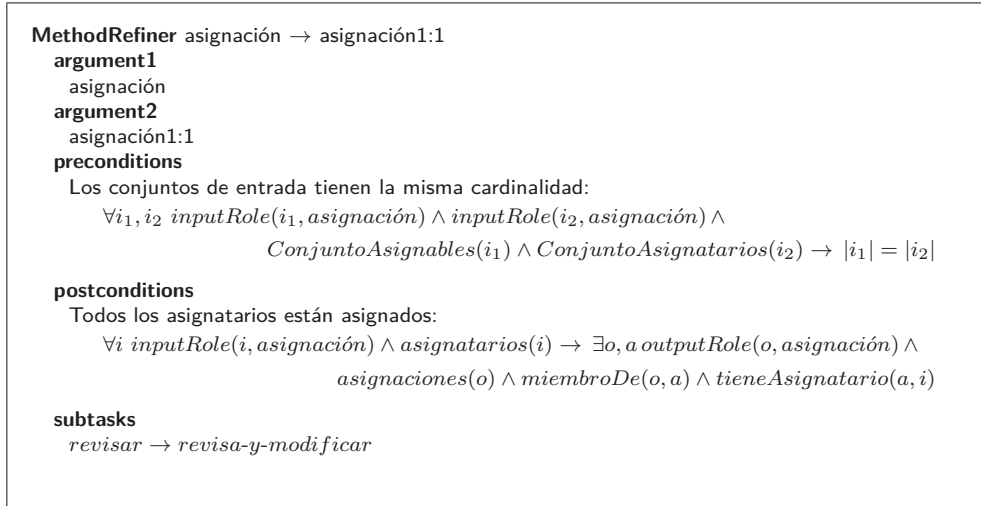 MethodRefiner asignación → asignación1:1
argument1
asignación
argument2
asignación1:1
preconditions
Los conjuntos de entrada tienen la misma cardinalidad:
∀i₁, i₂ inputRole(i₁, asignación) ∧ inputRole(i₂, asignación) ∧
ConjuntoAsignables(i₁) ∧ ConjuntoAsignatarios(i₂) → |i₁| = |i₂|
postconditions
Todos los asignatarios están asignados:
∀i inputRole(i, asignación) ∧ asignatarios(i) → ∃o, a outputRole(o, asignación) ∧
asignaciones(o) ∧ miembroDe(o, a) ∧ tieneAsignatario(a, i)
subtasks
revisar → revisa-y-modificar